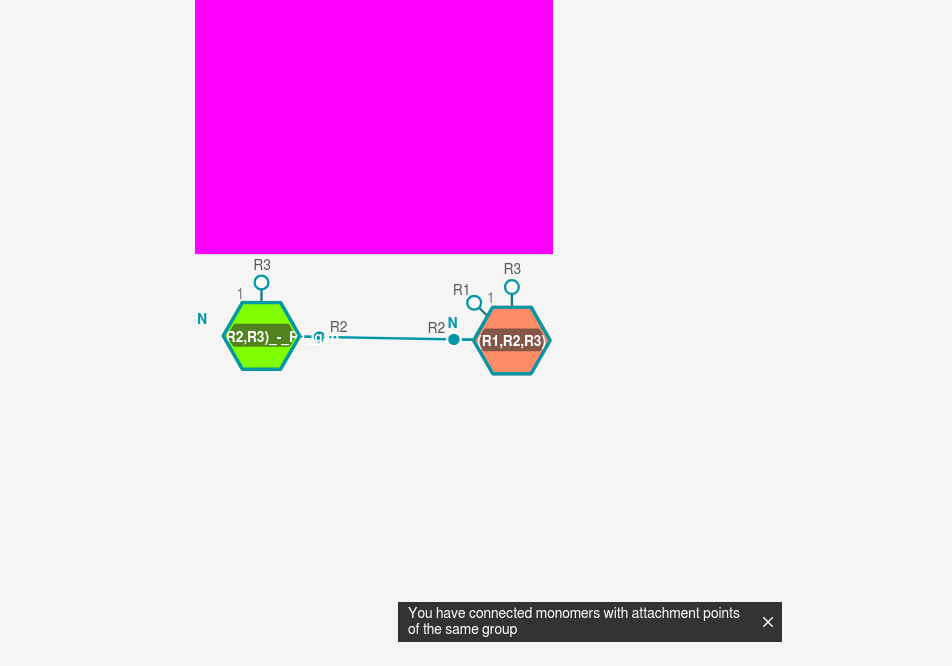 R3
R3
R1
1
1
N
R2
R2
N
R2,R3)_-_
(R1,R2,R3)
You have connected monomers with attachment points
of the same group